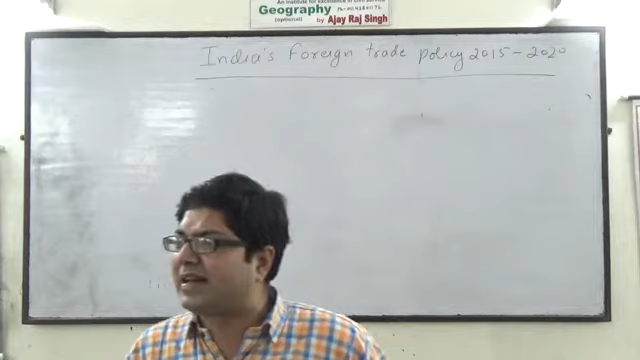 An institute for excellence in civil service
Geography
(optional)
by Ajay Raj Singh
India's Foreign trade policy 2015-2020